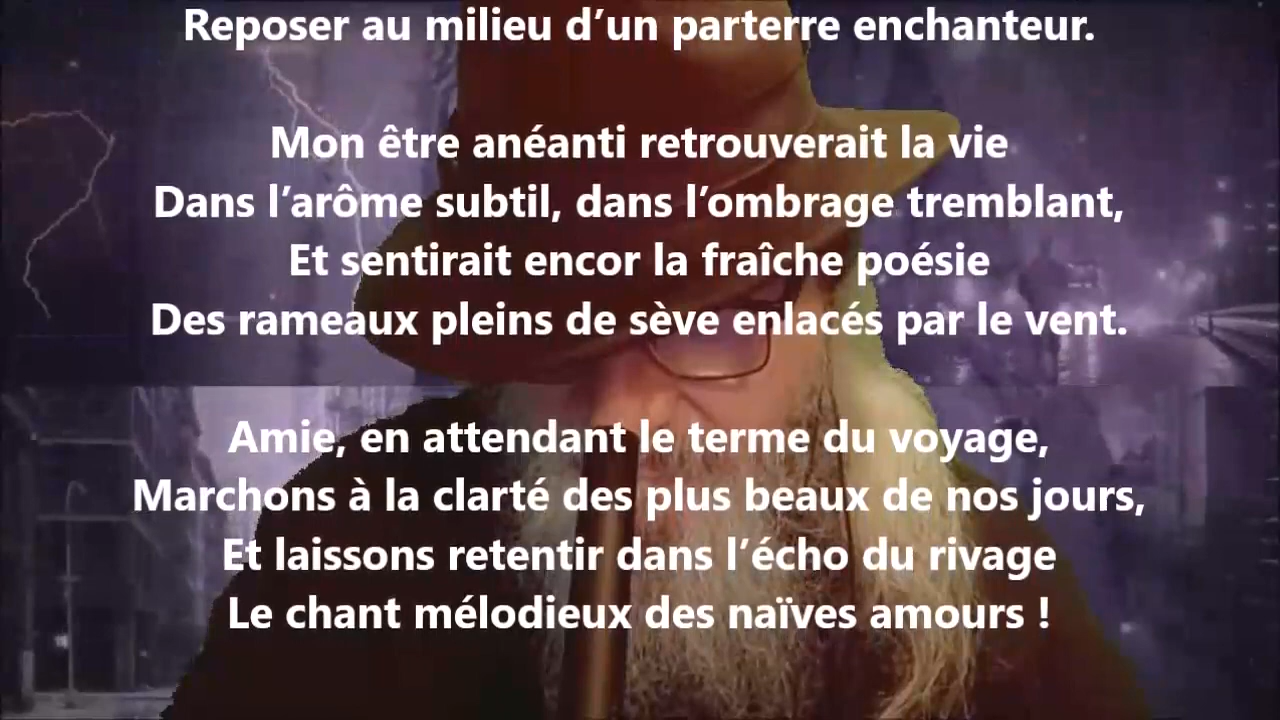 Reposer au milieu d’un parterre enchanteur.
Mon être anéanti retrouverait la vie
Dans l’arôme subtil, dans l’ombrage tremblant,
Et sentirait encor la fraîche poésie
Des rameaux pleins de sève enlacés par le vent.
Amie, en attendant le terme du voyage,
Marchons à la clarté des plus beaux de nos jours,
Et laissons retentir dans l’écho du rivage
Le chant mélodieux des naïves amours !